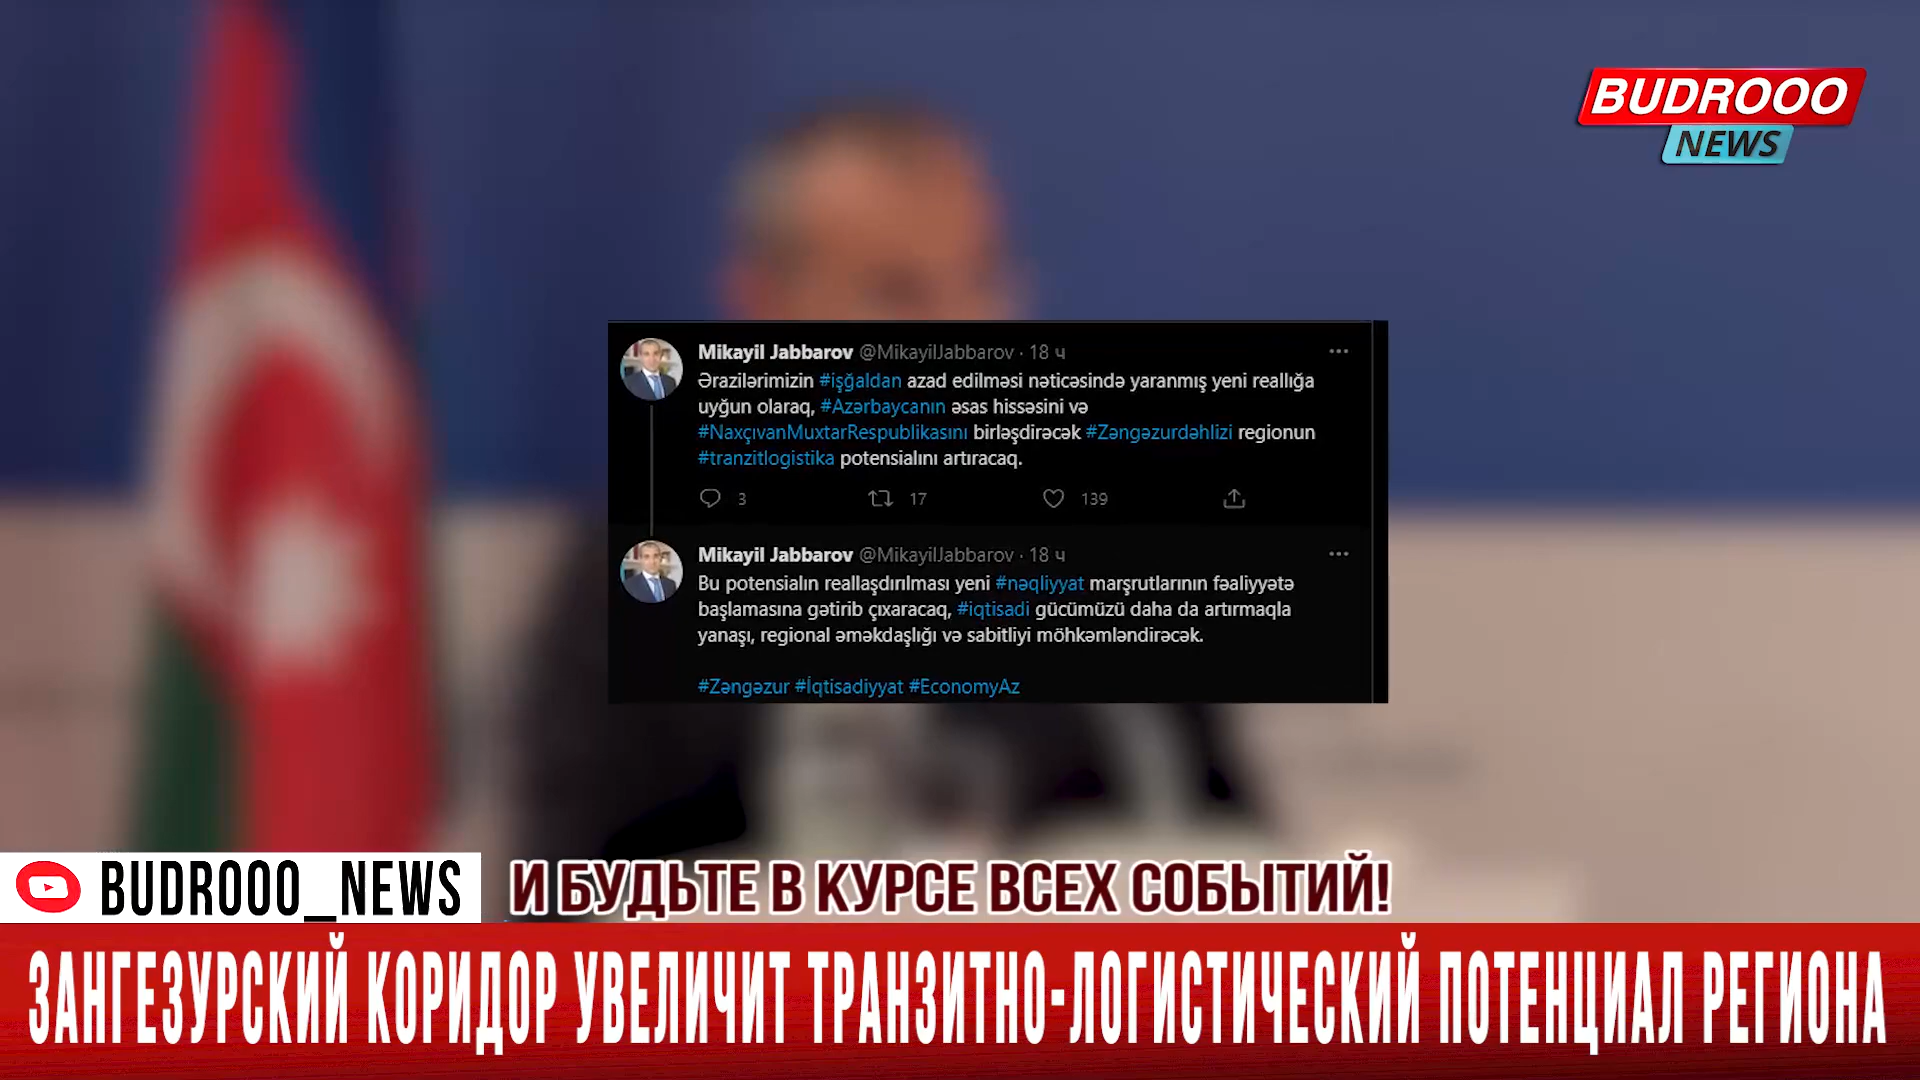 BUDROOO
NEWS
Mikayil Jabbarov @MikayilJabbarov · 18 ч
Ərazilərimizin #işğaldan azad edilməsi nəticəsində yaranmış yeni reallığa
uyğun olaraq, #Azərbaycanın əsas hissəsini və
#NaxçıvanMuxtarRespublikasını birləşdirəcək #Zəngəzurdəhlizi regionun
#tranzitlogistika potensialını artıracaq.
3 17 139
Mikayil Jabbarov @MikayilJabbarov · 18 ч
Bu potensialın reallaşdırılması yeni #nəqliyyat marşrutlarının fəaliyyətə
başlamasına gətirib çıxaracaq, #iqtisadi gücümüzü daha da artırmaqla
yanaşı, regional əməkdaşlığı və sabitliyi möhkəmləndirəcək.
#Zəngəzur #İqtisadiyyat #EconomyAz
BUDROOO_NEWS И БУДЬТЕ В КУРСЕ ВСЕХ СОБЫТИЙ!
ЗАНГЕЗУРСКИЙ КОРИДОР УВЕЛИЧИТ ТРАНЗИТНО-ЛОГИСТИЧЕСКИЙ ПОТЕНЦИАЛ РЕГИОНА